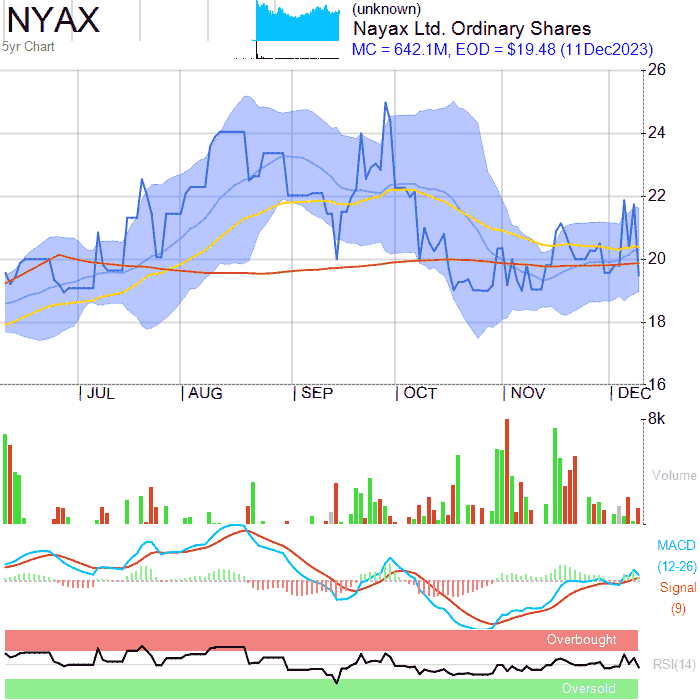 NYAX
5yr Chart
(unknown)
Nayax Ltd. Ordinary Shares
MC = 642.1M, EOD = $19.48 (11Dec2023)
26
24
22
20
18
16
JUL AUG SEP OCT NOV DEC
8k
Volume
MACD
(12-26)
Signal
(9)
Overbought
RSI(14)
Oversold